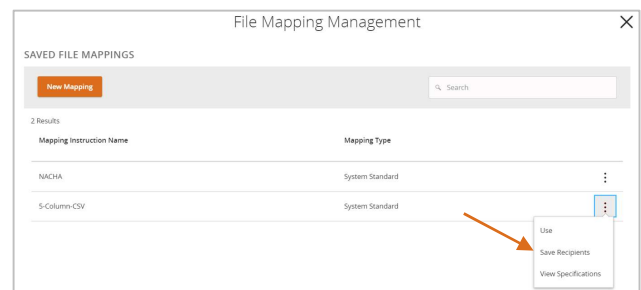 File Mapping Management
SAVED FILE MAPPINGS
New Mapping
Search
2 Results
Mapping Instruction Name Mapping Type
NACHA System Standard
5-Column-CSV System Standard
Use
Save Recipients
View Specifications